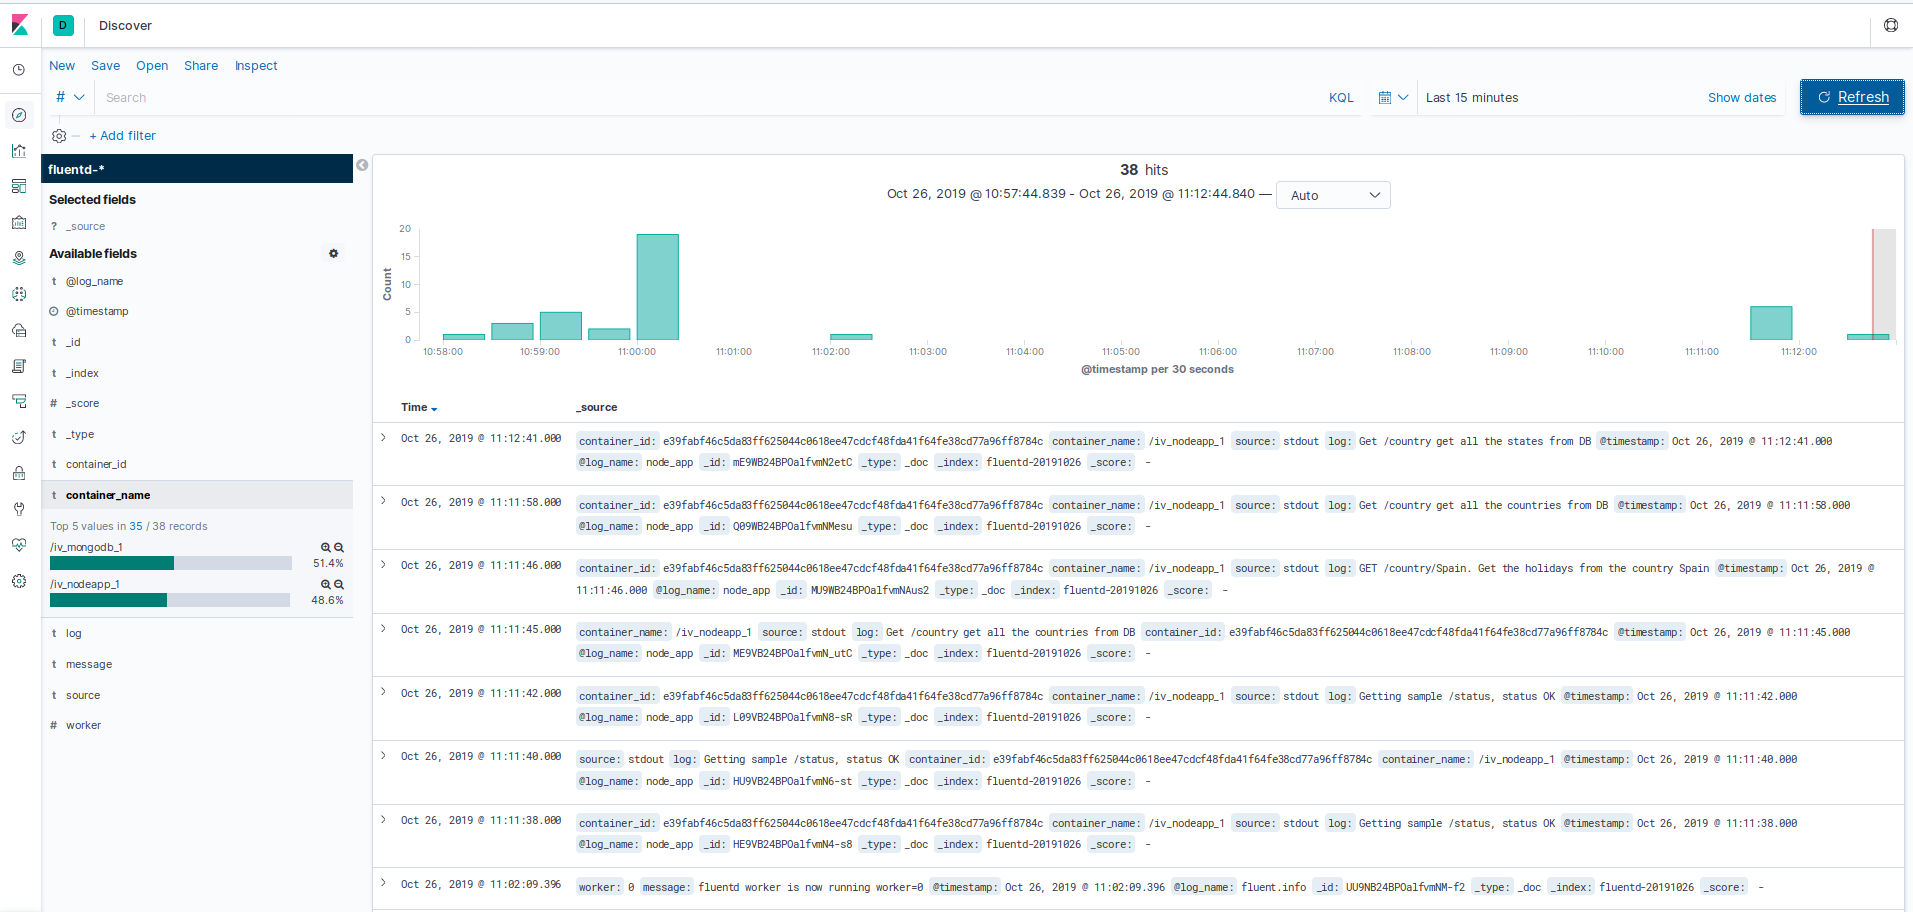 D Discover
New Save Open Share Inspect
# Search KQL Last 15 minutes Show dates Refresh
+ Add filter
fluentd-*
Selected fields
? _source
Available fields
t @log_name
@timestamp
t _id
t _index
# _score
t _type
t container_id
t container_name
Top 5 values in 35 / 38 records
/iv_mongodb_1
51.4%
/iv_nodeapp_1
48.6%
t log
t message
t source
# worker
38 hits
Oct 26, 2019 @ 10:57:44.839 - Oct 26, 2019 @ 11:12:44.840 — Auto
Count
20
15
10
5
0
10:58:00 10:59:00 11:00:00 11:01:00 11:02:00 11:03:00 11:04:00 11:05:00 11:06:00 11:07:00 11:08:00 11:09:00 11:10:00 11:11:00 11:12:00
@timestamp per 30 seconds
Time _source
Oct 26, 2019 @ 11:12:41.000 container_id: e39fabf46c5da83ff625044c0618ee47cdcf48fda41f64fe38cd77a96ff8784c container_name: /iv_nodeapp_1 source: stdout log: Get /country get all the states from DB @timestamp: Oct 26, 2019 @ 11:12:41.000
@log_name: node_app _id: mE9WB24BPOalfvmN2etC _type: _doc _index: fluentd-20191026 _score: -
Oct 26, 2019 @ 11:11:58.000 container_id: e39fabf46c5da83ff625044c0618ee47cdcf48fda41f64fe38cd77a96ff8784c container_name: /iv_nodeapp_1 source: stdout log: Get /country get all the countries from DB @timestamp: Oct 26, 2019 @ 11:11:58.000
@log_name: node_app _id: Q09WB24BPOalfvmNMesu _type: _doc _index: fluentd-20191026 _score: -
Oct 26, 2019 @ 11:11:46.000 container_id: e39fabf46c5da83ff625044c0618ee47cdcf48fda41f64fe38cd77a96ff8784c container_name: /iv_nodeapp_1 source: stdout log: GET /country/Spain. Get the holidays from the country Spain @timestamp: Oct 26, 2019 @
11:11:46.000 @log_name: node_app _id: MU9WB24BPOalfvmNAus2 _type: _doc _index: fluentd-20191026 _score: -
Oct 26, 2019 @ 11:11:45.000 container_name: /iv_nodeapp_1 source: stdout log: Get /country get all the countries from DB container_id: e39fabf46c5da83ff625044c0618ee47cdcf48fda41f64fe38cd77a96ff8784c @timestamp: Oct 26, 2019 @ 11:11:45.000
@log_name: node_app _id: ME9VB24BPOalfvmN_utC _type: _doc _index: fluentd-20191026 _score: -
Oct 26, 2019 @ 11:11:42.000 container_id: e39fabf46c5da83ff625044c0618ee47cdcf48fda41f64fe38cd77a96ff8784c container_name: /iv_nodeapp_1 source: stdout log: Getting sample /status, status OK @timestamp: Oct 26, 2019 @ 11:11:42.000
@log_name: node_app _id: L09VB24BPOalfvmN8-sR _type: _doc _index: fluentd-20191026 _score: -
Oct 26, 2019 @ 11:11:40.000 source: stdout log: Getting sample /status, status OK container_id: e39fabf46c5da83ff625044c0618ee47cdcf48fda41f64fe38cd77a96ff8784c container_name: /iv_nodeapp_1 @timestamp: Oct 26, 2019 @ 11:11:40.000
@log_name: node_app _id: HU9VB24BPOalfvmN6-st _type: _doc _index: fluentd-20191026 _score: -
Oct 26, 2019 @ 11:11:38.000 container_id: e39fabf46c5da83ff625044c0618ee47cdcf48fda41f64fe38cd77a96ff8784c container_name: /iv_nodeapp_1 source: stdout log: Getting sample /status, status OK @timestamp: Oct 26, 2019 @ 11:11:38.000
@log_name: node_app _id: HE9VB24BPOalfvmN4-s8 _type: _doc _index: fluentd-20191026 _score: -
Oct 26, 2019 @ 11:02:09.396 worker: 0 message: fluentd worker is now running worker=0 @timestamp: Oct 26, 2019 @ 11:02:09.396 @log_name: fluent.info _id: UU9NB24BPOalfvmNM-f2 _type: _doc _index: fluentd-20191026 _score: -